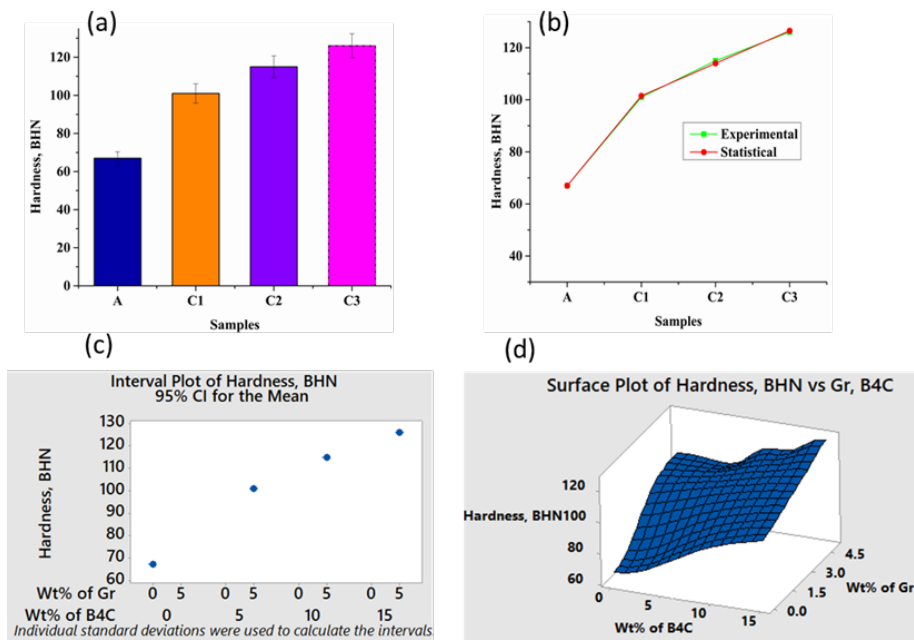 (a)
120
100
80
60
40
20
0
Hardness, BHN
A C1 C2 C3
Samples
(b)
120
100
80
60
40
Hardness, BHN
Experimental
Statistical
A C1 C2 C3
Samples
(c)
Interval Plot of Hardness, BHN
95% CI for the Mean
130
120
110
100
90
80
70
60
Hardness, BHN
Wt% of Gr 0 5 0 5 0 5 0 5
Wt% of B4C 0 5 10 15
Individual standard deviations were used to calculate the intervals.
(d)
Surface Plot of Hardness, BHN vs Gr, B4C
120
Hardness, BHN100
80
60
0
5
10
15
Wt% of B4C
0.0
1.5
3.0
4.5
Wt% of Gr